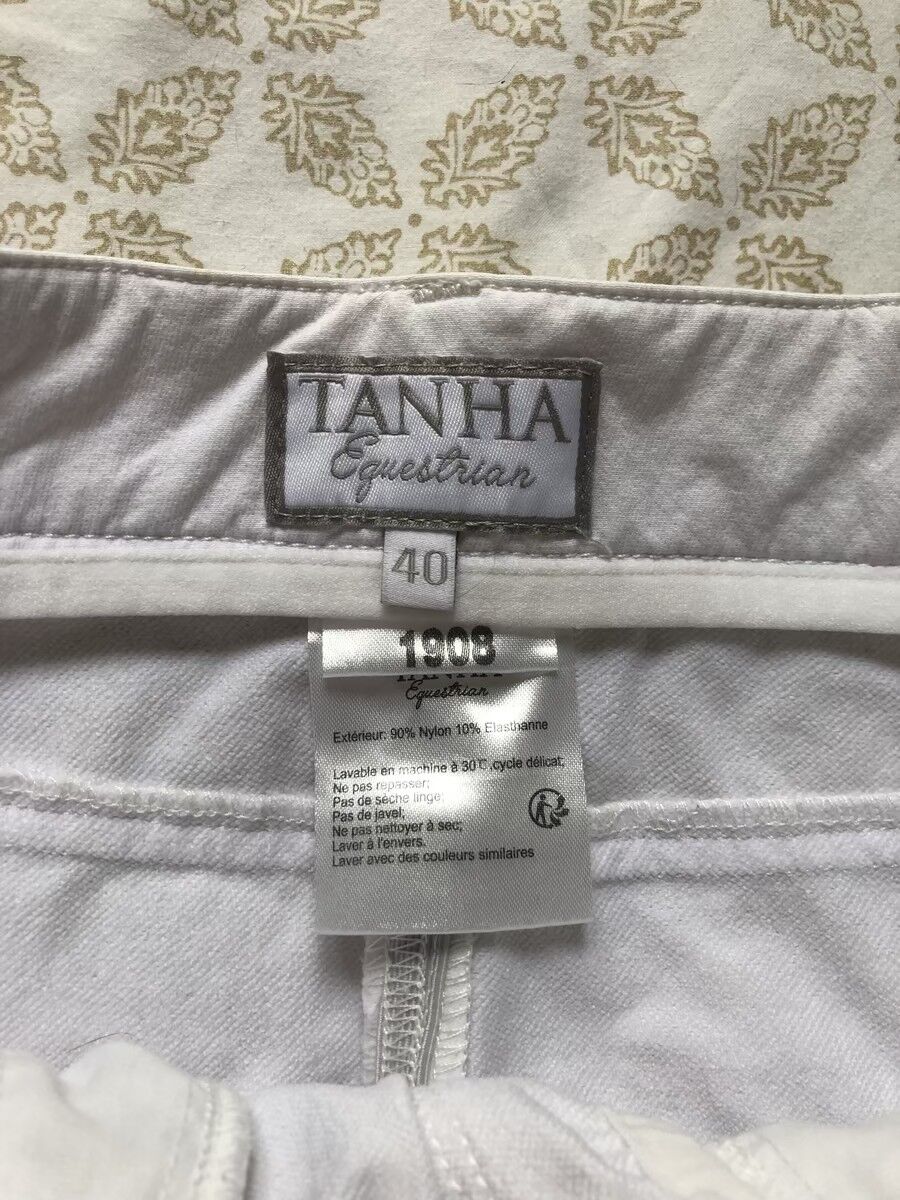 TANHA
Equestrian
40
1908
TANHA
Equestrian
Extérieur: 90% Nylon 10% Elasthanne
Lavable en machine à 30℃,cycle délicat;
Ne pas repasser;
Pas de sèche linge;
Pas de javel;
Ne pas nettoyer à sec;
Laver à l'envers.
Laver avec des couleurs similaires